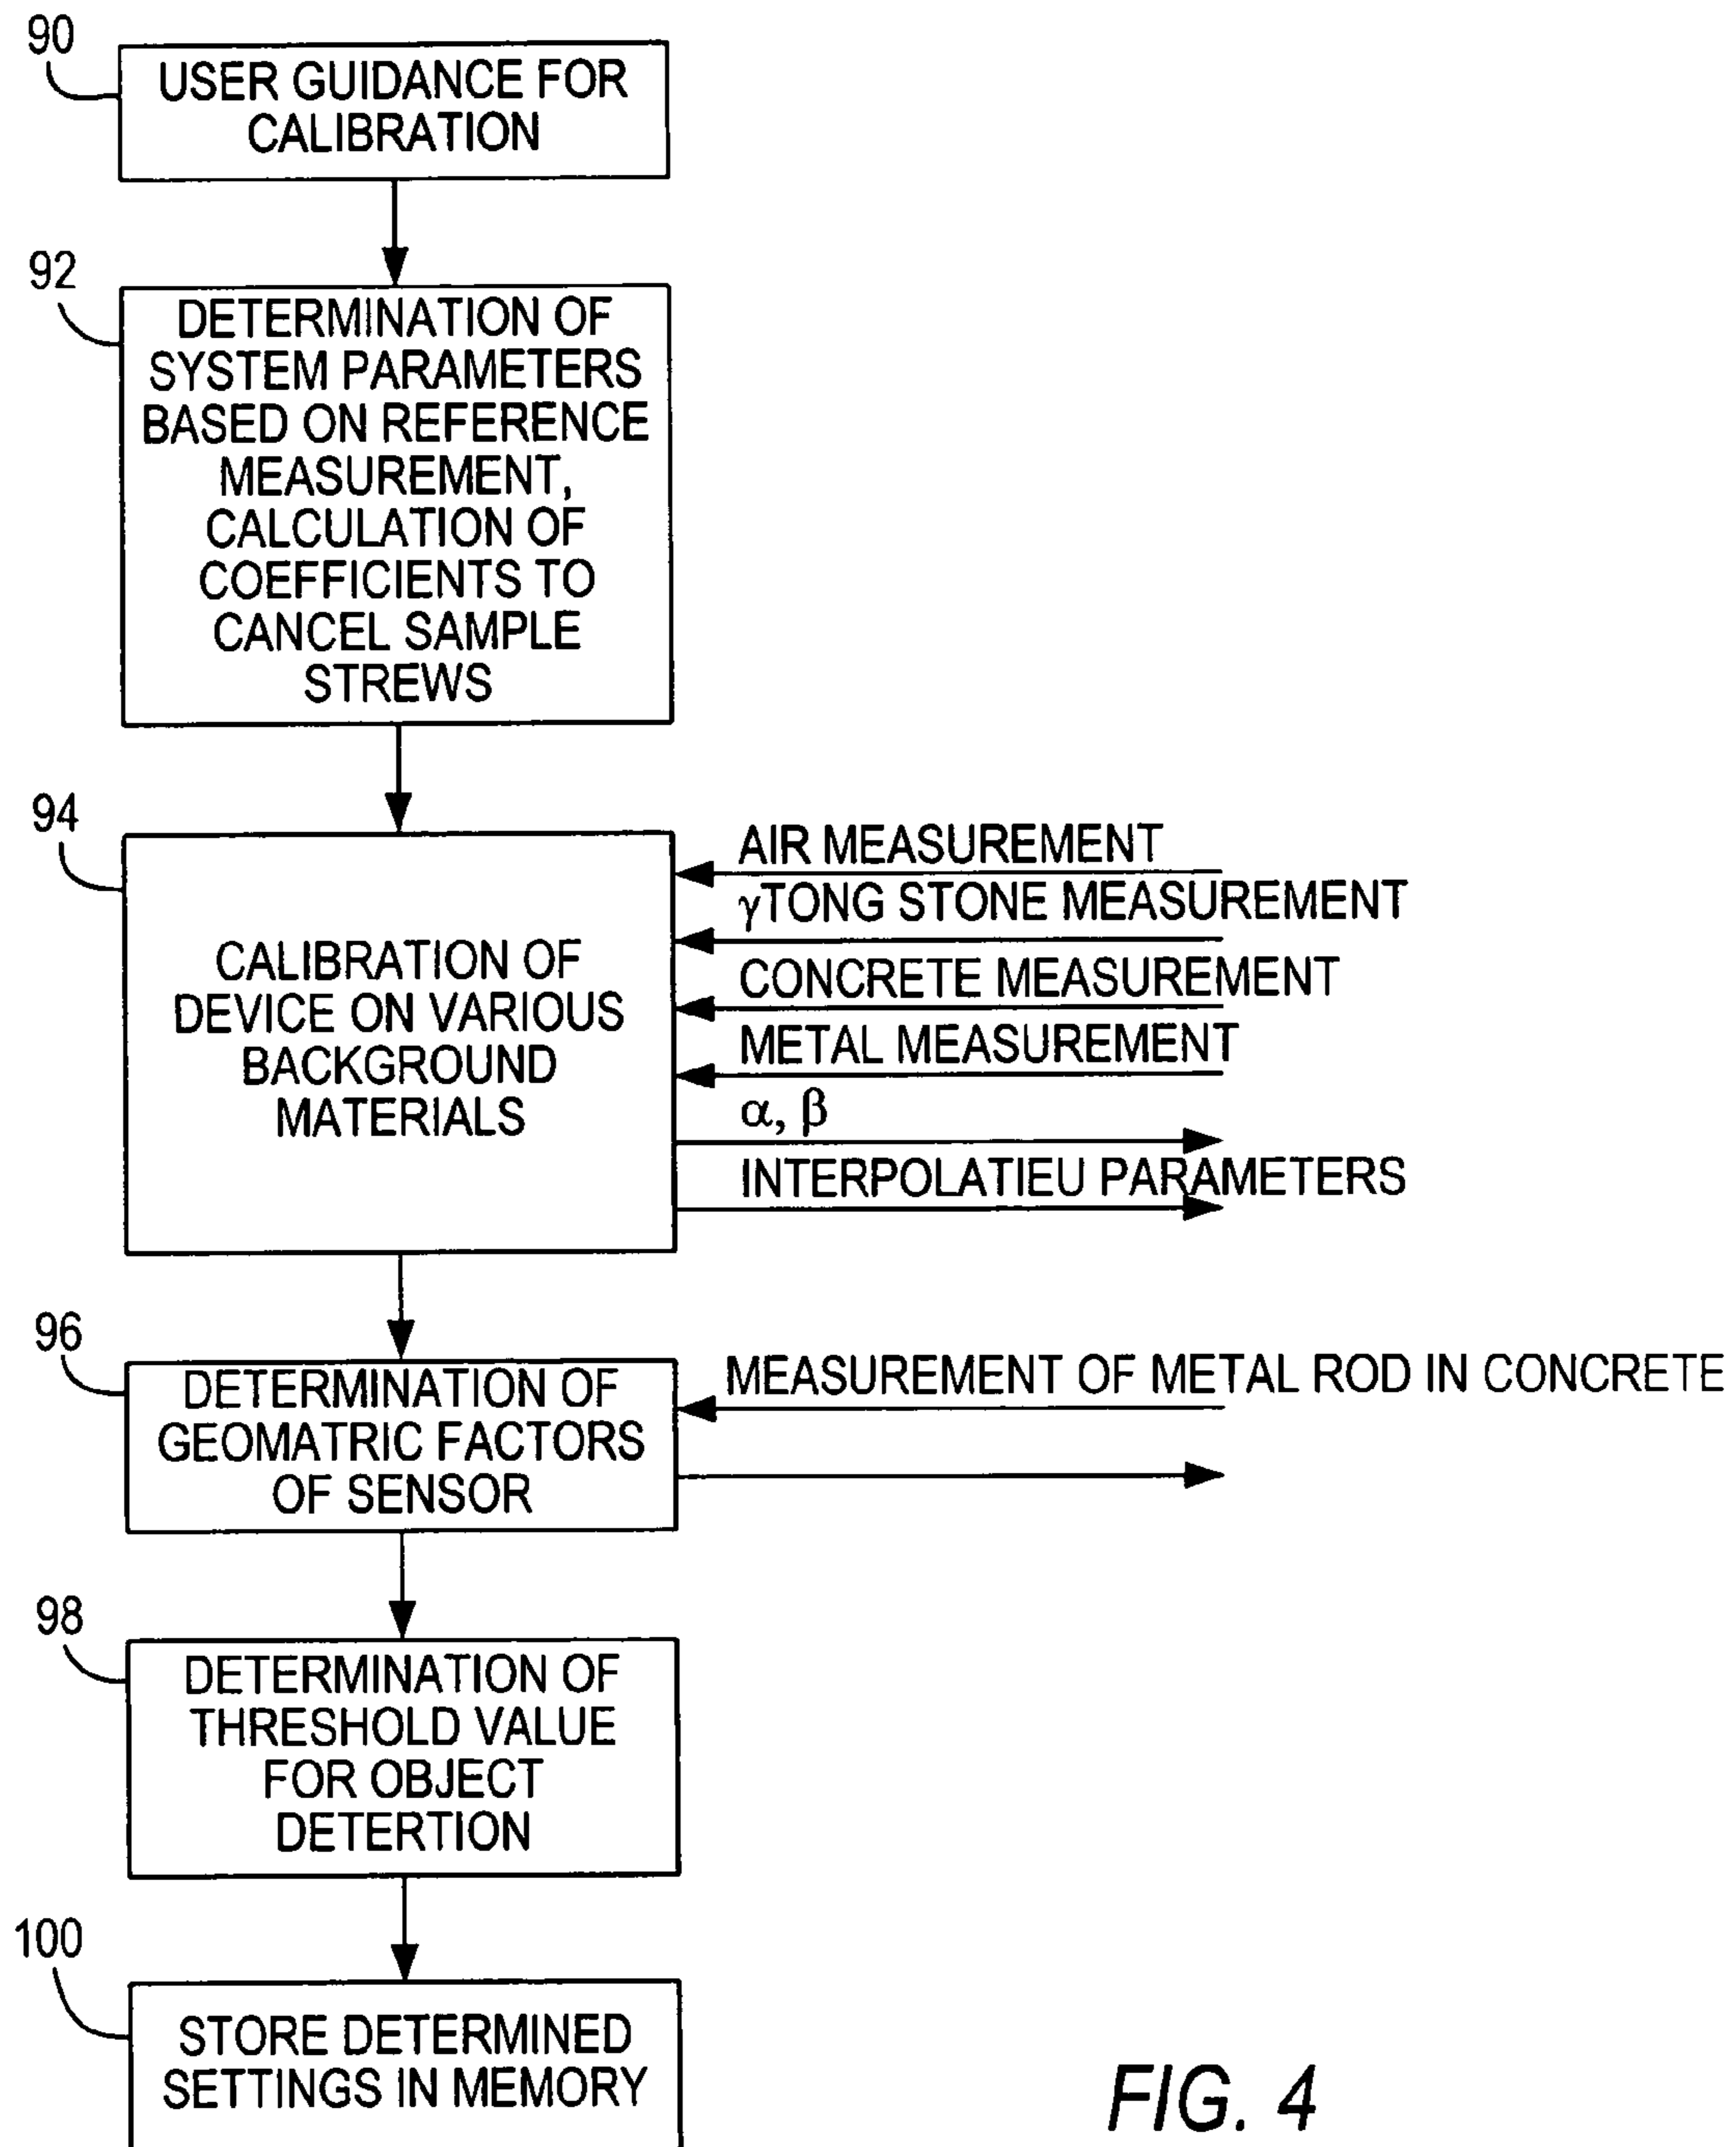 90
USER GUIDANCE FOR
CALIBRATION
92
DETERMINATION OF
SYSTEM PARAMETERS
BASED ON REFERENCE
MEASUREMENT,
CALCULATION OF
COEFFICIENTS TO
CANCEL SAMPLE
STREWS
94
CALIBRATION OF
DEVICE ON VARIOUS
BACKGROUND
MATERIALS
AIR MEASUREMENT
γTONG STONE MEASUREMENT
CONCRETE MEASUREMENT
METAL MEASUREMENT
α, β
INTERPOLATIEU PARAMETERS
96
DETERMINATION OF
GEOMATRIC FACTORS
OF SENSOR
MEASUREMENT OF METAL ROD IN CONCRETE
98
DETERMINATION OF
THRESHOLD VALUE
FOR OBJECT
DETERTION
100
STORE DETERMINED
SETTINGS IN MEMORY
FIG. 4